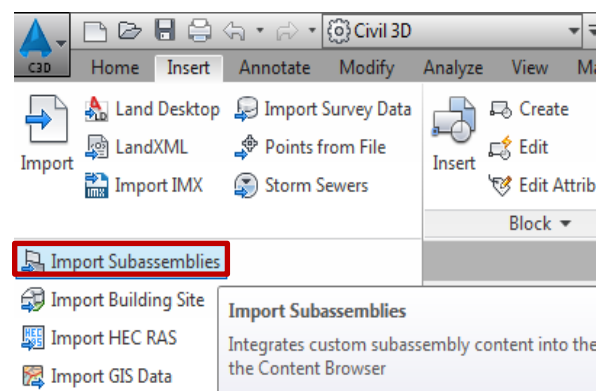 Civil 3D
C3D Home Insert Annotate Modify Analyze View
Land Desktop Import Survey Data Create
LandXML Points from File Edit
Import Insert
Import IMX Storm Sewers Edit Attrib
Block
Import Subassemblies
Import Building Site
Import Subassemblies
Import HEC RAS
Integrates custom subassembly content into the
the Content Browser
Import GIS Data